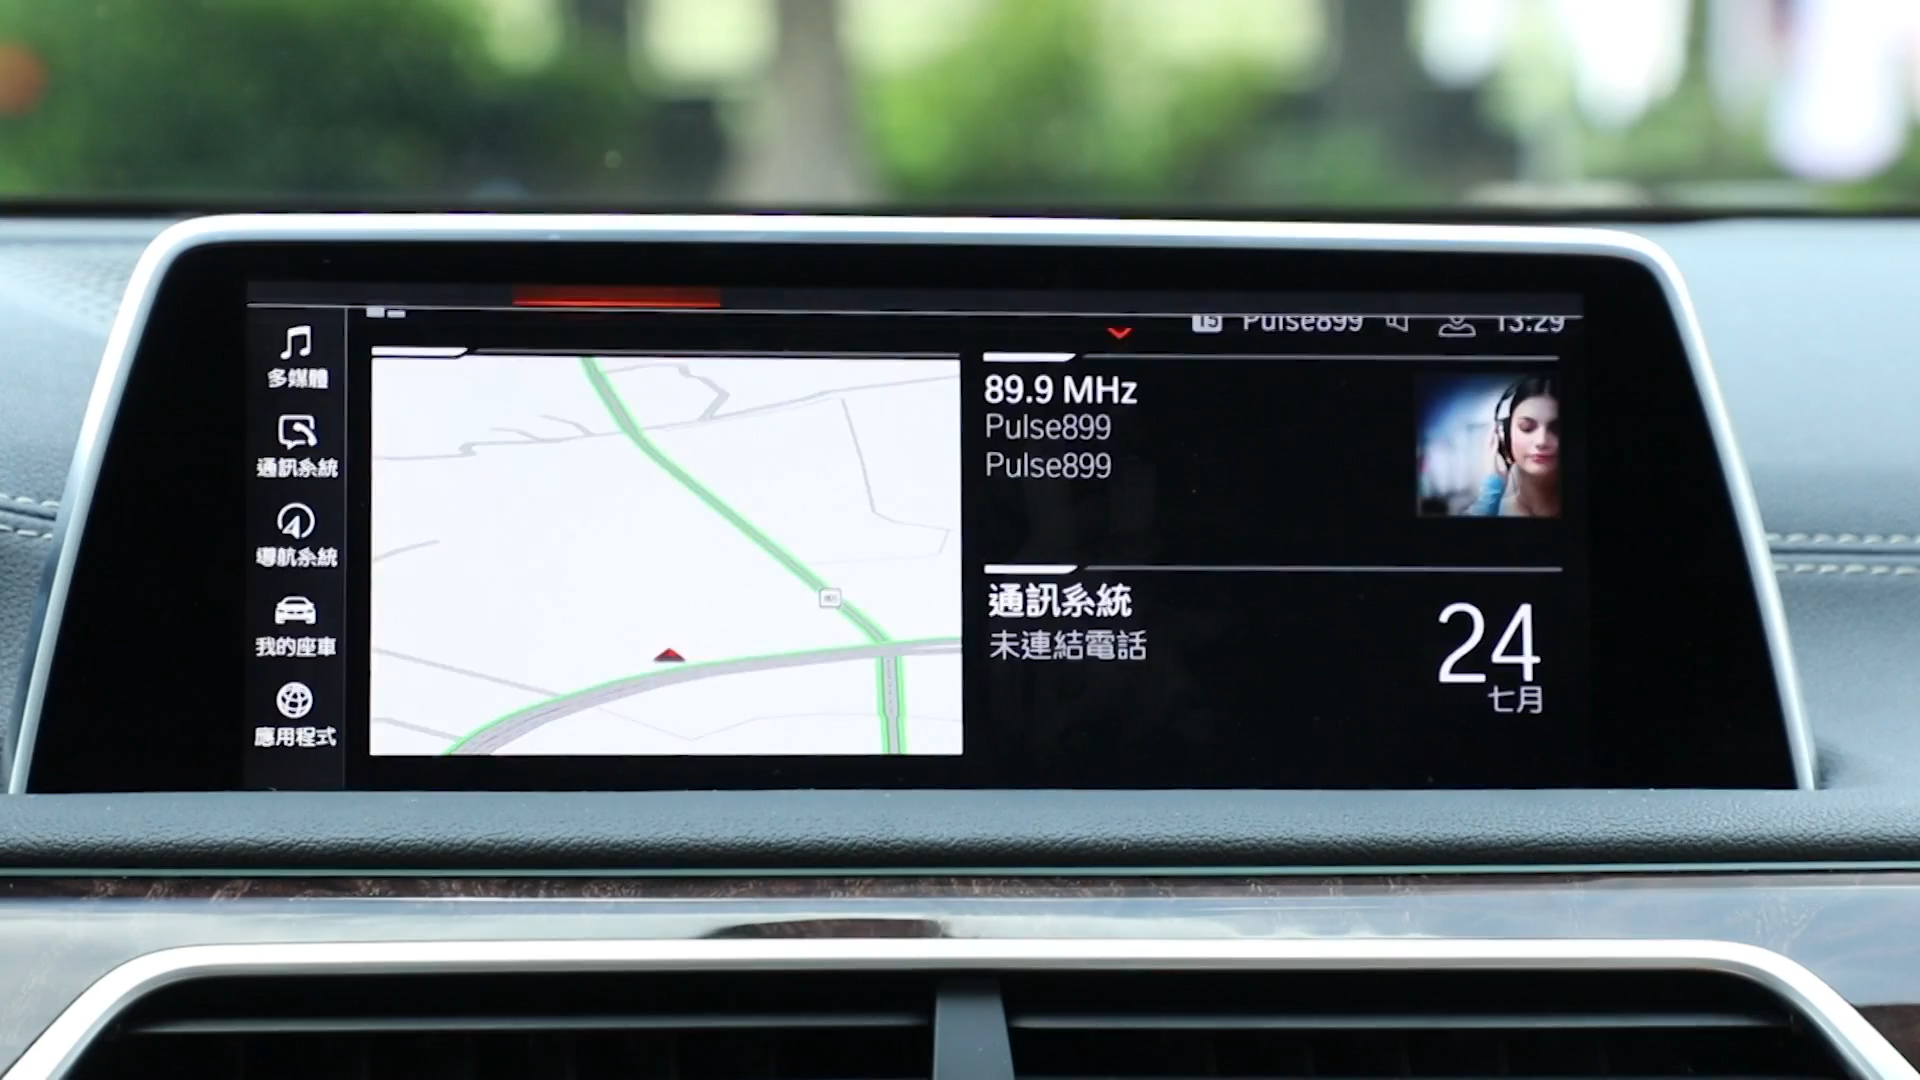 Pulse899
13:29
多媒體
通訊系統
導航系統
我的座車
應用程式
89.9 MHz
Pulse899
Pulse899
通訊系統
未連結電話
24
七月